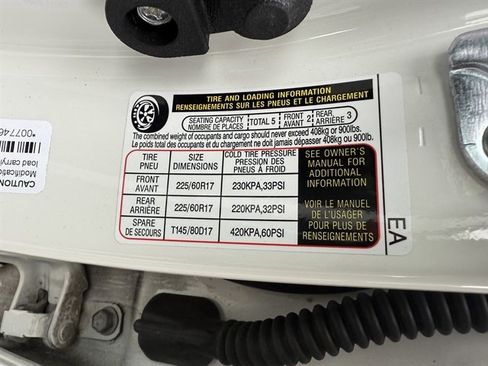 TIRE AND LOADING INFORMATION
RENSEIGNEMENTS SUR LES PNEUS ET LE CHARGEMENT
SEATING CAPACITY
NOMBRE DE PLACES
TOTAL 5
FRONT
AVANT 2
REAR
ARRIÈRE 3
The combined weight of occupants and cargo should never exceed 408kg or 900lbs.
Le poids total des occupants et du chargement ne doit jamais dépasser 408kg ou 900lb.
TIRE
PNEU
SIZE
DIMENSIONS
COLD TIRE PRESSURE
PRESSION DES
PNEUS À FROID
FRONT
AVANT
225/60R17
230KPA,33PSI
REAR
ARRIÈRE
225/60R17
220KPA,32PSI
SPARE
DE SECOURS
T145/80D17
420KPA,60PSI
SEE OWNER'S
MANUAL FOR
ADDITIONAL
INFORMATION
VOIR LE MANUEL
DE L'USAGER
POUR PLUS DE
RENSEIGNEMENTS
EA
CAUTION
Modification
load carryi